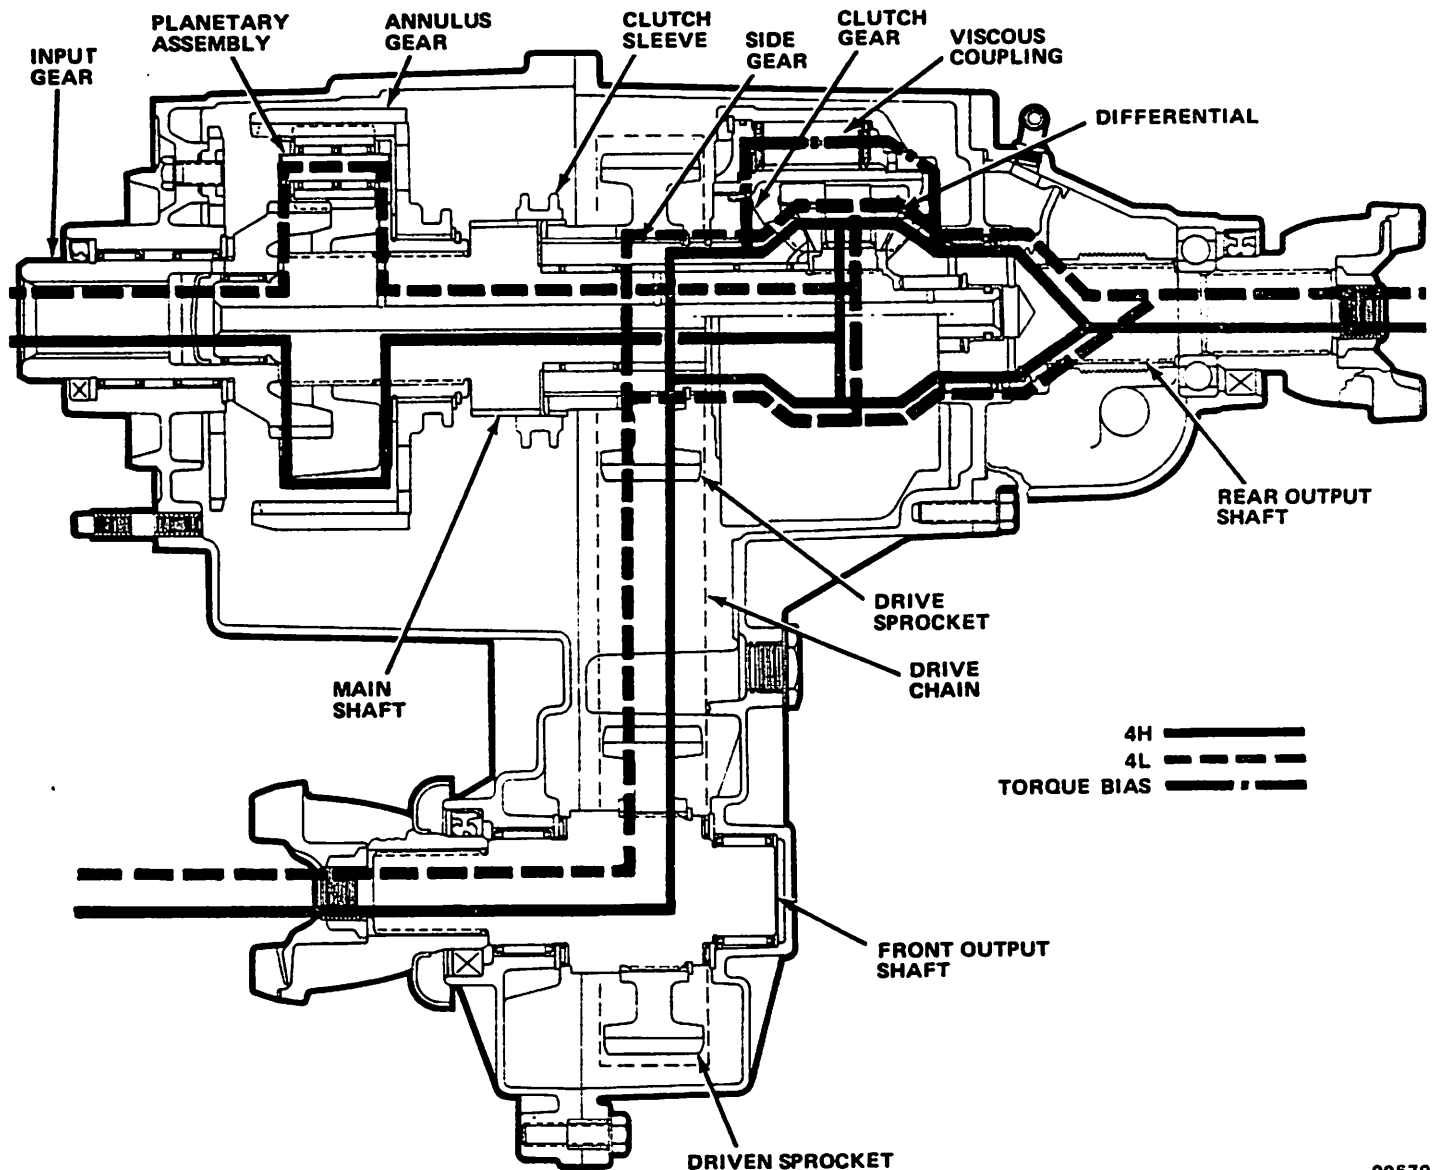 INPUT
GEAR
PLANETARY
ASSEMBLY
ANNULUS
GEAR
CLUTCH
SLEEVE
SIDE
GEAR
CLUTCH
GEAR
VISCOUS
COUPLING
DIFFERENTIAL
REAR OUTPUT
SHAFT
DRIVE
SPROCKET
DRIVE
CHAIN
MAIN
SHAFT
4H
4L
TORQUE BIAS
FRONT OUTPUT
SHAFT
DRIVEN SPROCKET